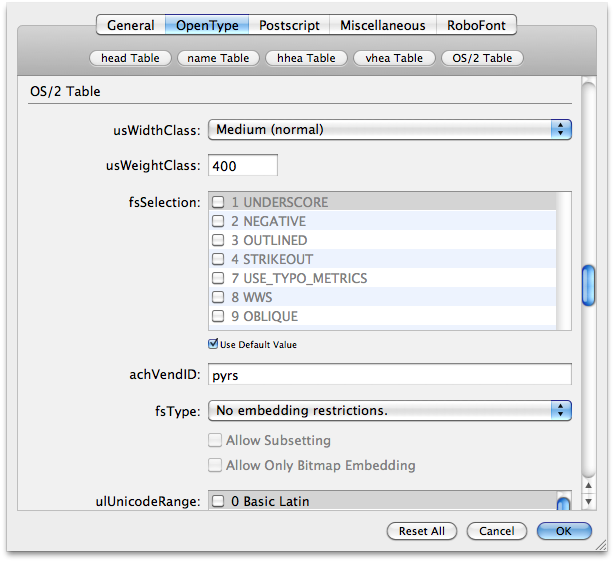 General OpenType Postscript Miscellaneous RoboFont
head Table name Table hhea Table vhea Table OS/2 Table
OS/2 Table
usWidthClass: Medium (normal)
usWeightClass: 400
fsSelection: 1 UNDERSCORE
2 NEGATIVE
3 OUTLINED
4 STRIKEOUT
7 USE_TYPO_METRICS
8 WWS
9 OBLIQUE
Use Default Value
achVendID: pyrs
fsType: No embedding restrictions.
Allow Subsetting
Allow Only Bitmap Embedding
ulUnicodeRange: 0 Basic Latin
Reset All Cancel OK